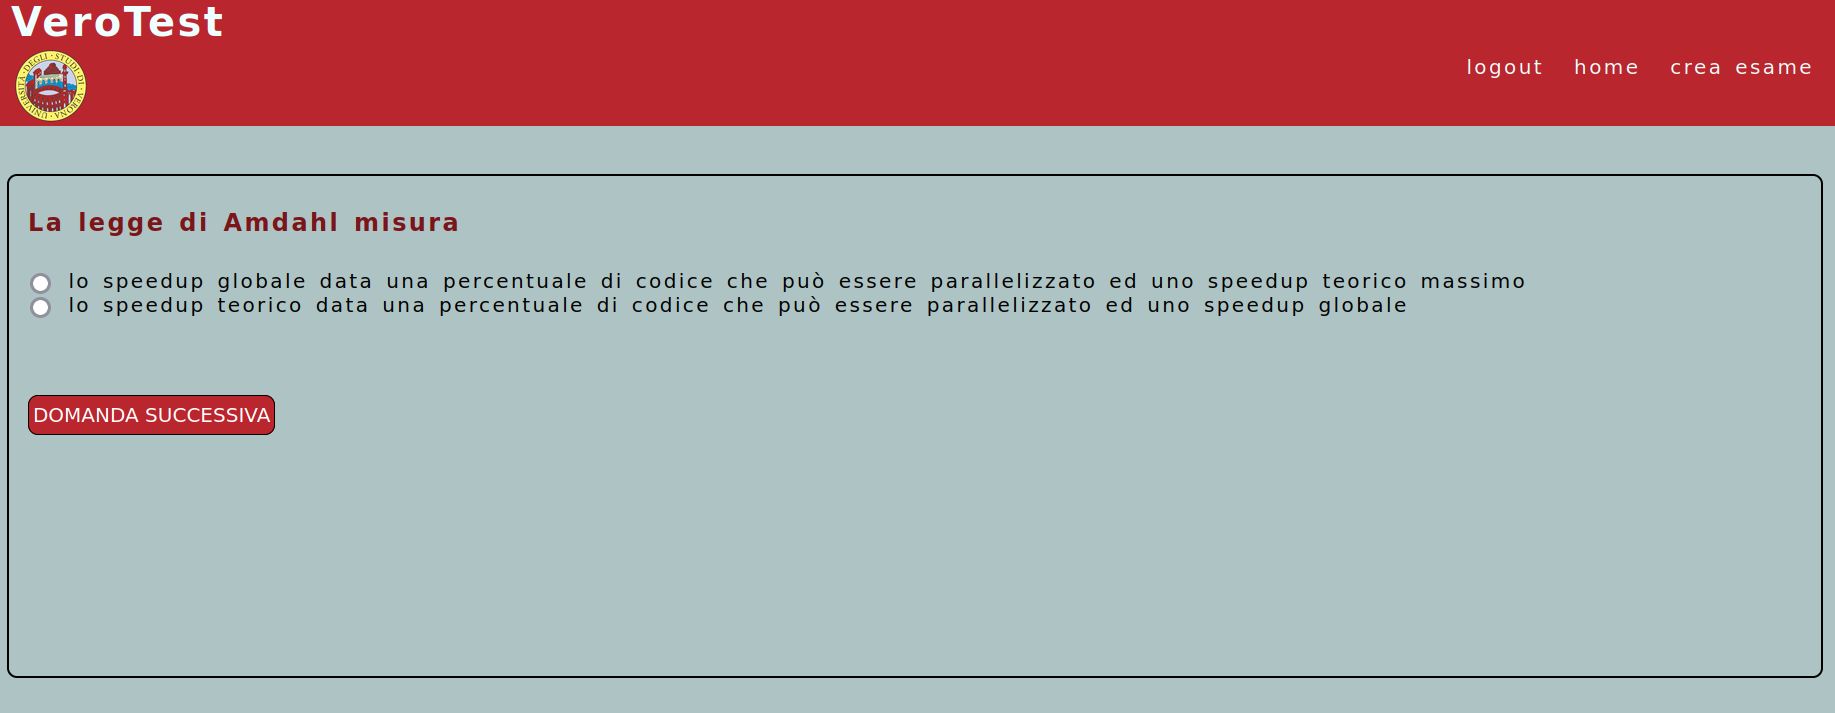 VeroTest
UNIVERSITÀ · DEGLI · STUDI · DI · VERONA ·
logout home crea esame
La legge di Amdahl misura
lo speedup globale data una percentuale di codice che può essere parallelizzato ed uno speedup teorico massimo
lo speedup teorico data una percentuale di codice che può essere parallelizzato ed uno speedup globale
DOMANDA SUCCESSIVA